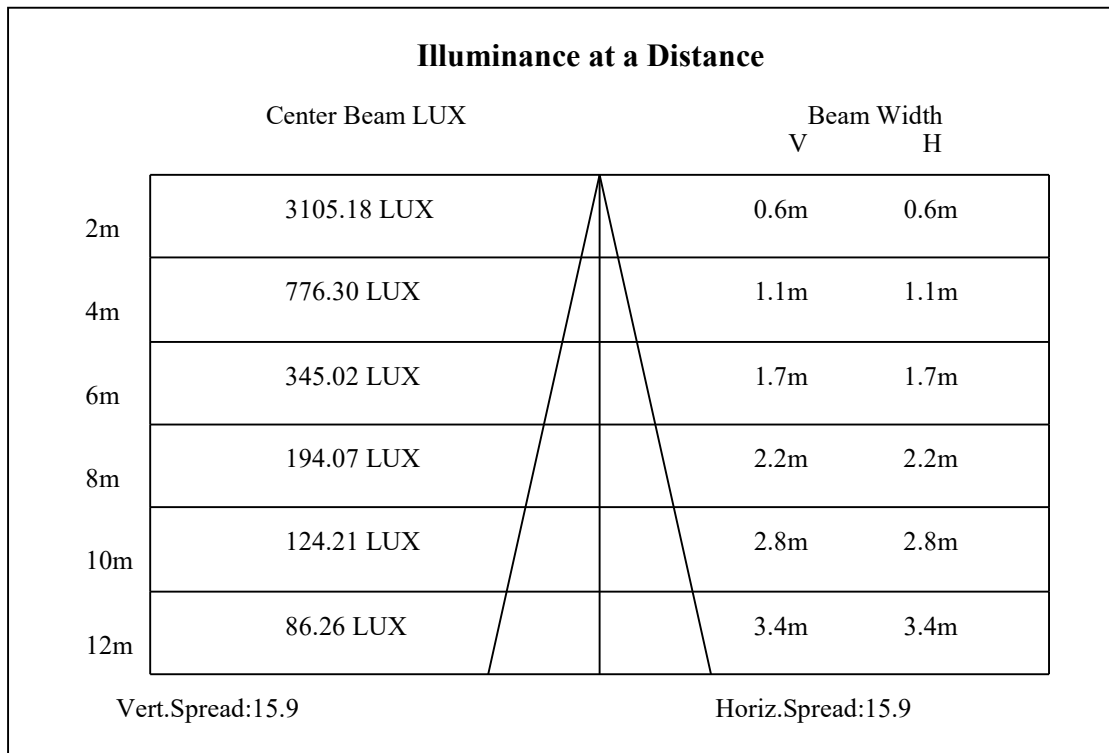 Illuminance at a Distance
Center Beam LUX Beam Width
V H
3105.18 LUX 0.6m 0.6m
2m
776.30 LUX 1.1m 1.1m
4m
345.02 LUX 1.7m 1.7m
6m
194.07 LUX 2.2m 2.2m
8m
124.21 LUX 2.8m 2.8m
10m
86.26 LUX 3.4m 3.4m
12m
Vert.Spread:15.9 Horiz.Spread:15.9